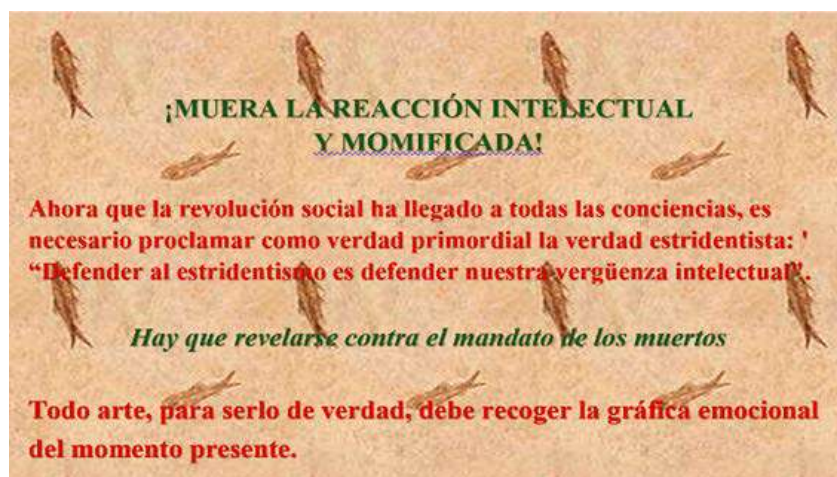 ¡MUERA LA REACCIÓN INTELECTUAL
Y MOMIFICADA!
Ahora que la revolución social ha llegado a todas las conciencias, es
necesario proclamar como verdad primordial la verdad estridentista: '
“Defender al estridentismo es defender nuestra vergüenza intelectual".
Hay que revelarse contra el mandato de los muertos
Todo arte, para serlo de verdad, debe recoger la gráfica emocional
del momento presente.